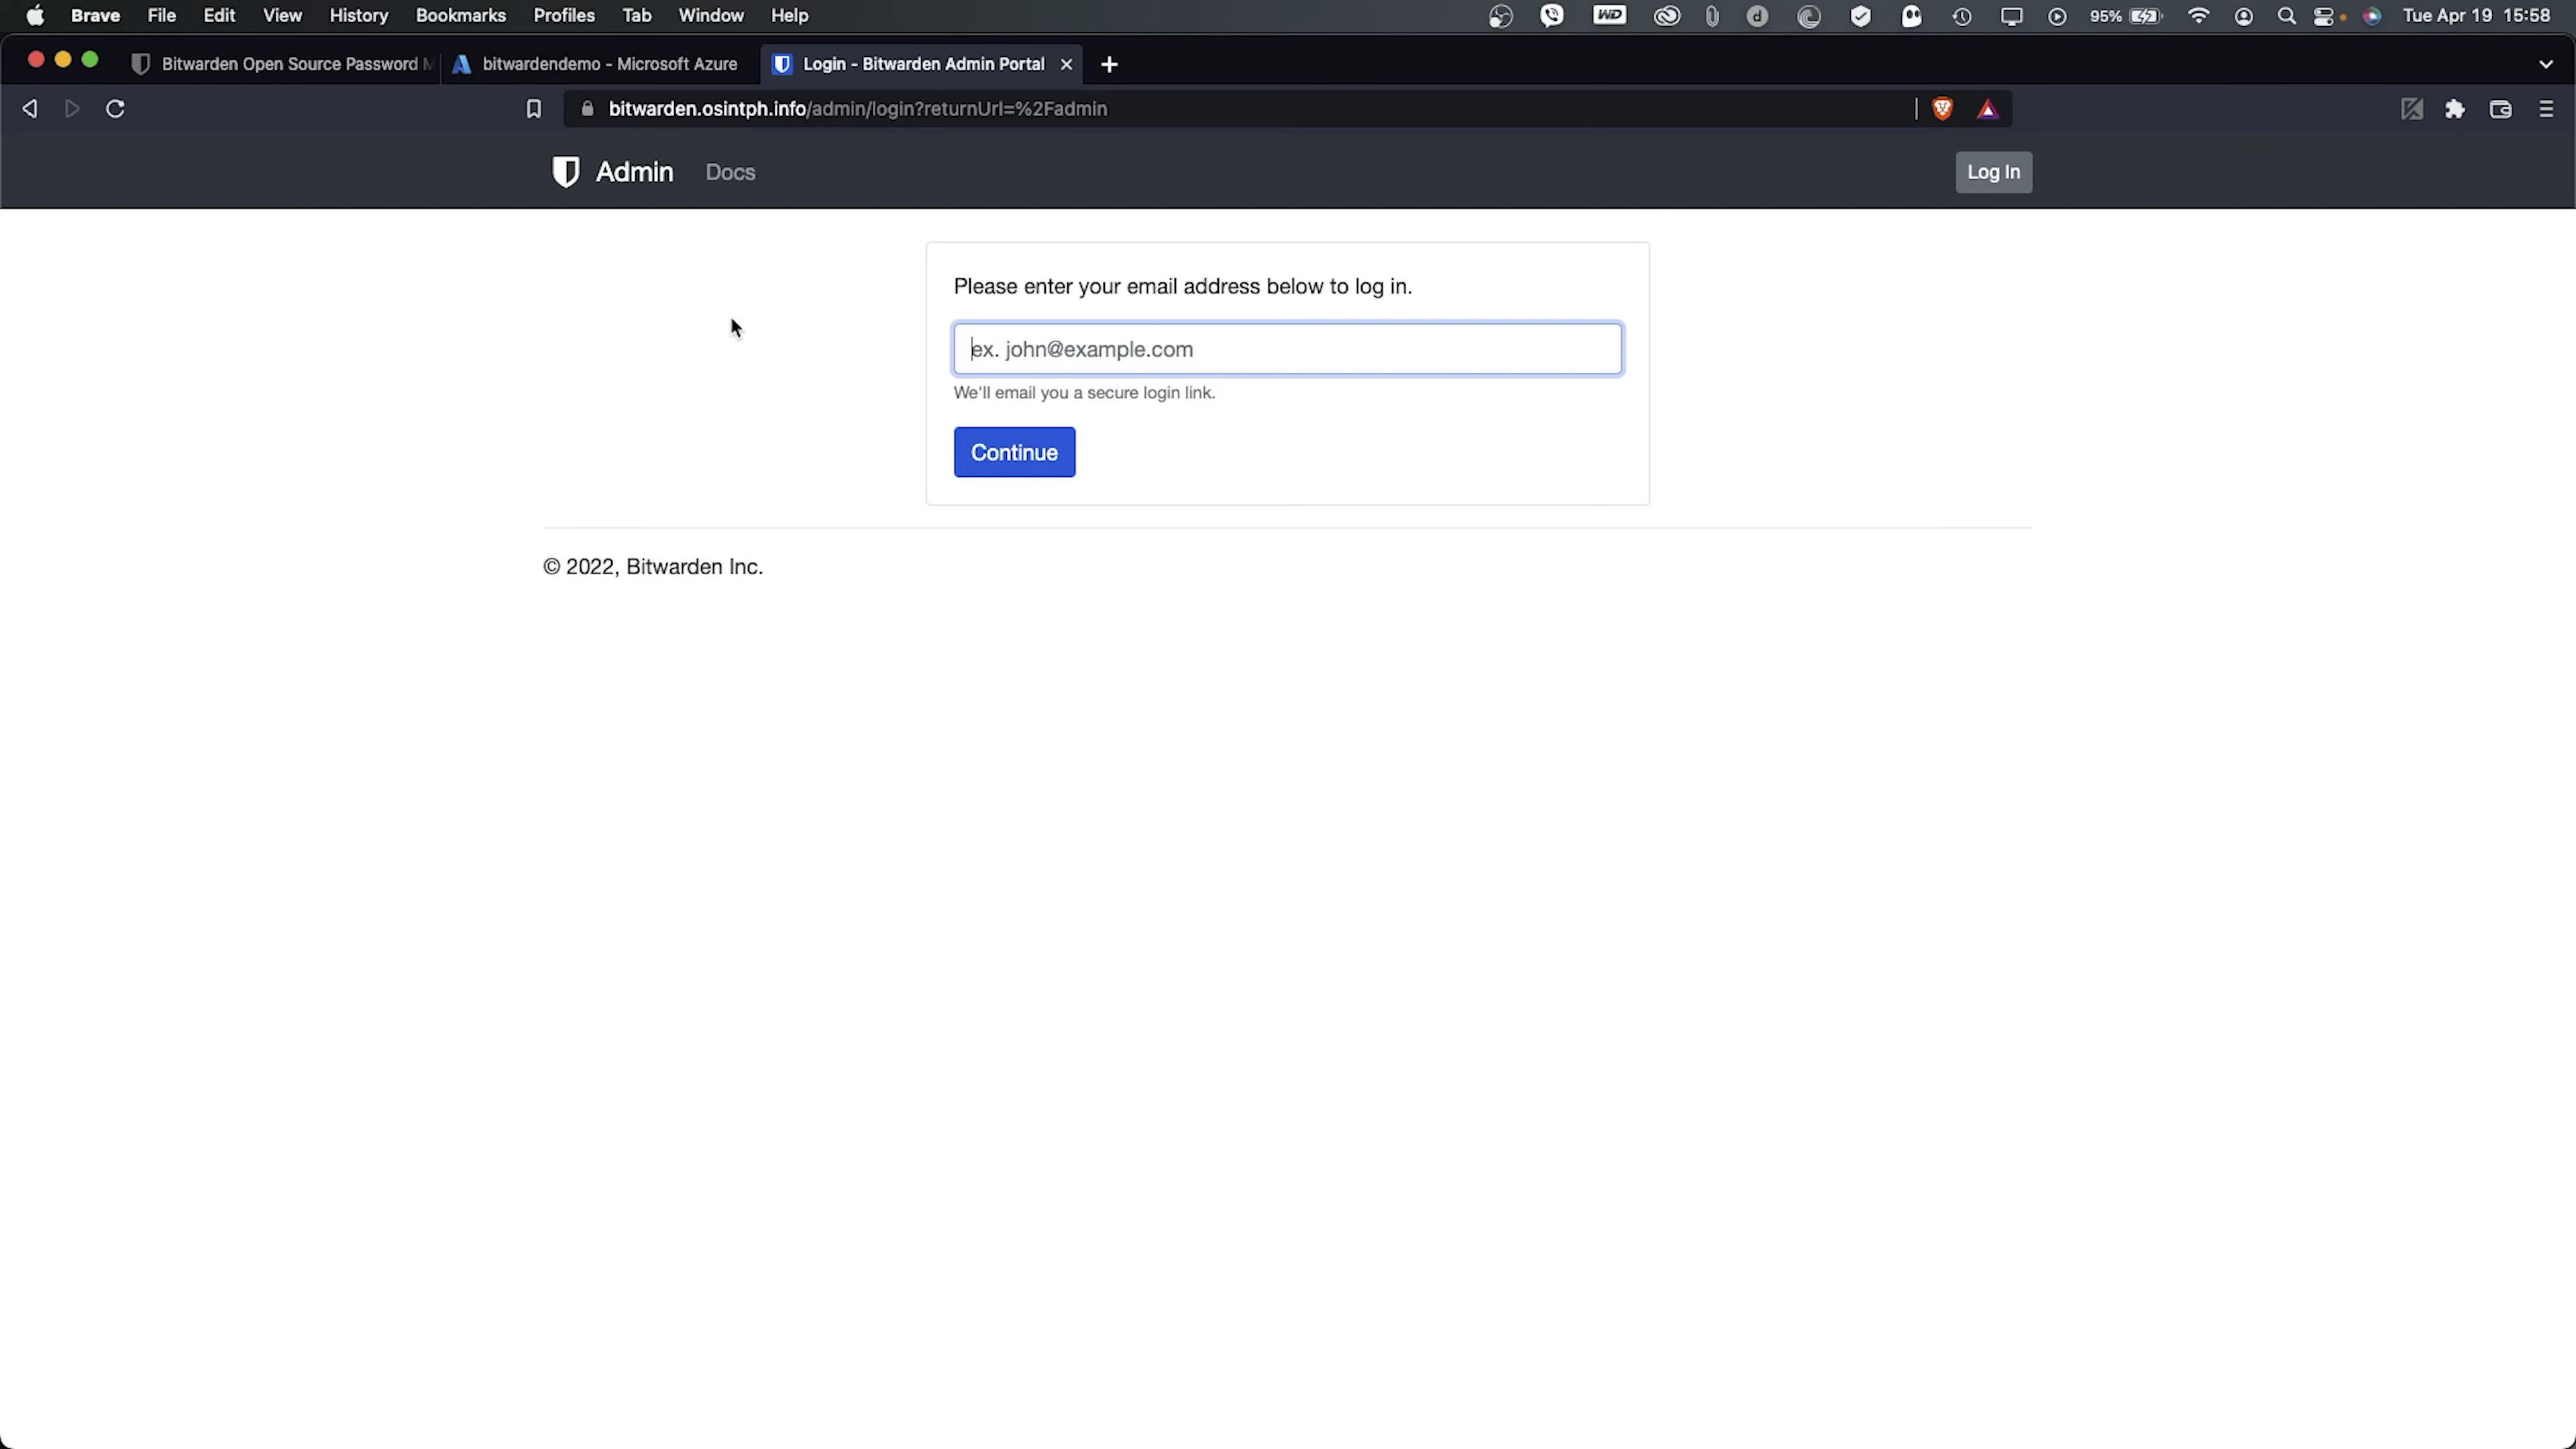 Brave File Edit View History Bookmarks Profiles Tab Window Help WD d 95% Tue Apr 19 15:58
Bitwarden Open Source Password M bitwardendemo - Microsoft Azure Login - Bitwarden Admin Portal
bitwarden.osintph.info/admin/login?returnUrl=%2Fadmin
Admin Docs Log In
Please enter your email address below to log in.
ex. john@example.com
We'll email you a secure login link.
Continue
© 2022, Bitwarden Inc.